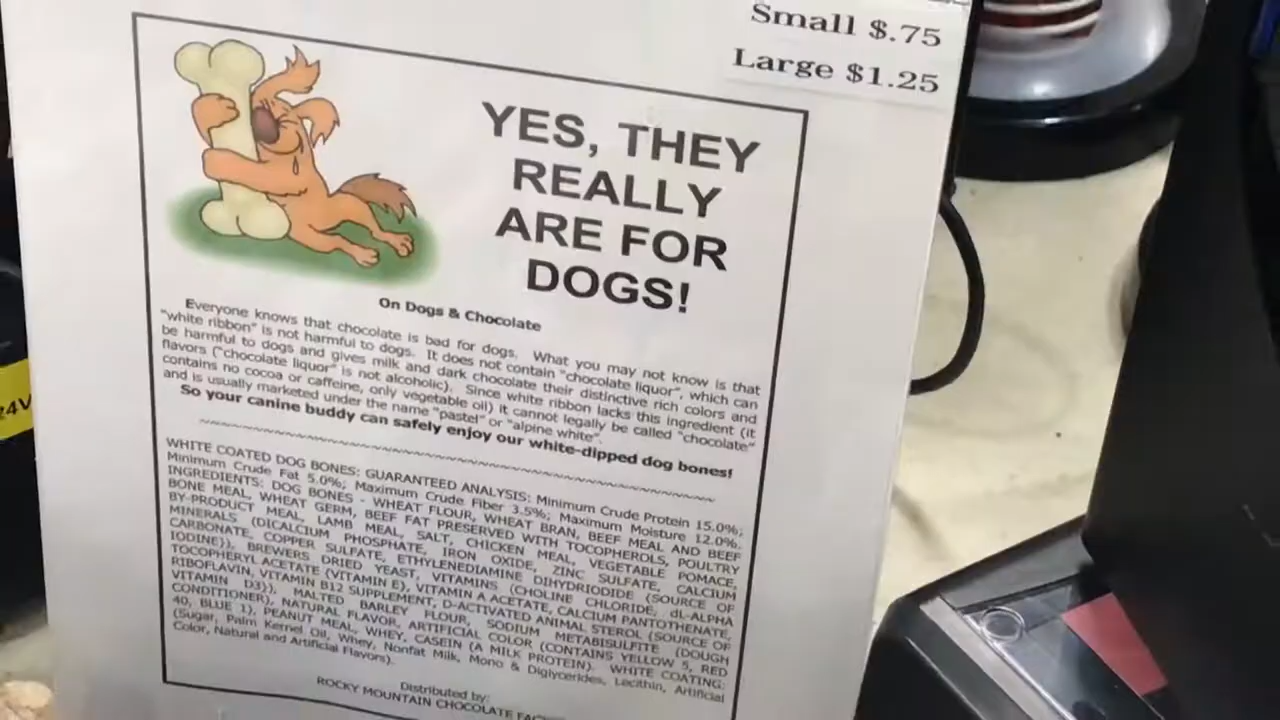 Small $.75
Large $1.25
YES, THEY
REALLY
ARE FOR
DOGS!
On Dogs & Chocolate
Everyone knows that chocolate is bad for dogs. What you may not know is that
"white ribbon" is not harmful to dogs. It does not contain "chocolate liquor", which can
be harmful to dogs and gives milk and dark chocolate their distinctive rich colors and
flavors ("chocolate liquor" is not alcoholic). Since white ribbon lacks this ingredient (it
contains no cocoa or caffeine, only vegetable oil) it cannot legally be called "chocolate"
and is usually marketed under the name "pastel" or "alpine white".
So your canine buddy can safely enjoy our white-dipped dog bones!
WHITE COATED DOG BONES: GUARANTEED ANALYSIS: Minimum Crude Protein 15.0%;
Minimum Crude Fat 5.0%; Maximum Crude Fiber 3.5%; Maximum Moisture 12.0%.
INGREDIENTS: DOG BONES - WHEAT FLOUR, WHEAT BRAN, BEEF MEAL AND BEEF
BONE MEAL, WHEAT GERM, BEEF FAT PRESERVED WITH TOCOPHEROLS, POULTRY
BY-PRODUCT MEAL, LAMB MEAL, SALT, CHICKEN MEAL, VEGETABLE POMACE,
MINERALS (DICALCIUM PHOSPHATE, IRON OXIDE, ZINC SULFATE, CALCIUM
CARBONATE, COPPER SULFATE, ETHYLENEDIAMINE DIHYDRIODIDE (SOURCE OF
IODINE)), BREWERS DRIED YEAST, VITAMINS (CHOLINE CHLORIDE, dL-ALPHA
TOCOPHERYL ACETATE (VITAMIN E), VITAMIN A ACETATE, CALCIUM PANTOTHENATE,
RIBOFLAVIN, VITAMIN B12 SUPPLEMENT, D-ACTIVATED ANIMAL STEROL (SOURCE OF
VITAMIN D3)), MALTED BARLEY FLOUR, SODIUM METABISULFITE (DOUGH
CONDITIONER), NATURAL FLAVOR, ARTIFICIAL COLOR (CONTAINS YELLOW 5, RED
40, BLUE 1), PEANUT MEAL, WHEY, CASEIN (A MILK PROTEIN). WHITE COATING:
(Sugar, Palm Kernel Oil, Whey, Nonfat Milk, Mono & Diglycerides, Lecithin, Artificial
Color, Natural and Artificial Flavors).
Distributed by:
ROCKY MOUNTAIN CHOCOLATE FAC
24V